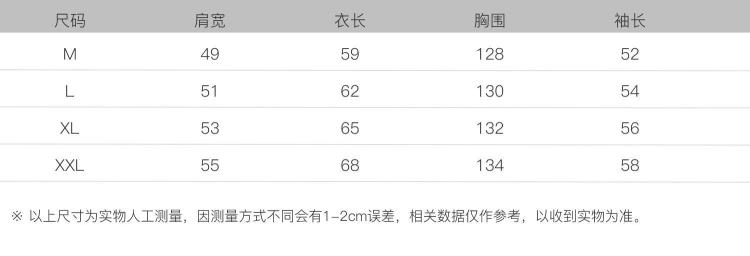 尺码 肩宽 衣长 胸围 袖长
M 49 59 128 52
L 51 62 130 54
XL 53 65 132 56
XXL 55 68 134 58
※ 以上尺寸为实物人工测量，因测量方式不同会有1-2cm误差，相关数据仅作参考，以收到实物为准。